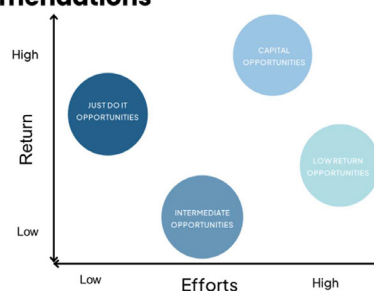 mendations
High
CAPITAL
OPPORTUNITIES
JUST DO IT
OPPORTUNITIES
Return
LOW RETURN
OPPORTUNITIES
INTERMEDIATE
OPPORTUNITIES
Low
Low
Efforts
High